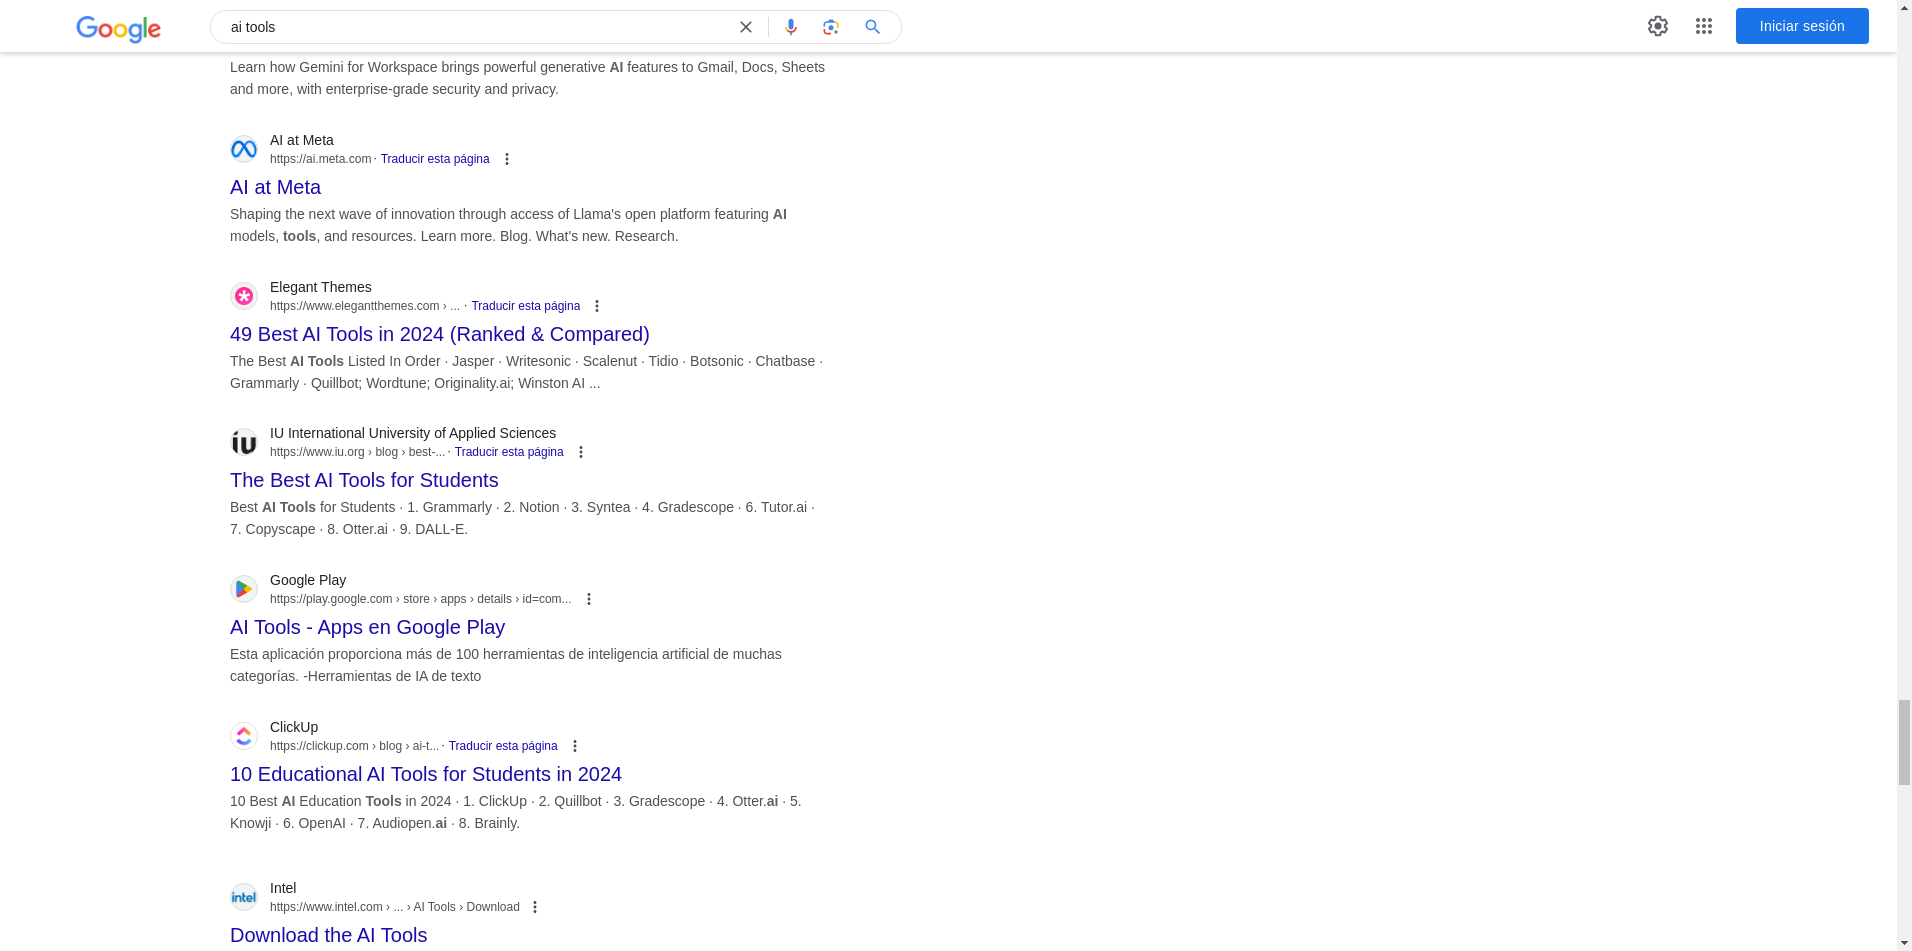 Google
ai tools
Iniciar sesión
Learn how Gemini for Workspace brings powerful generative AI features to Gmail, Docs, Sheets
and more, with enterprise-grade security and privacy.
AI at Meta
https://ai.meta.com · Traducir esta página
AI at Meta
Shaping the next wave of innovation through access of Llama's open platform featuring AI
models, tools, and resources. Learn more. Blog. What's new. Research.
Elegant Themes
https://www.elegantthemes.com › ... · Traducir esta página
49 Best AI Tools in 2024 (Ranked & Compared)
The Best AI Tools Listed In Order · Jasper · Writesonic · Scalenut · Tidio · Botsonic · Chatbase ·
Grammarly · Quillbot; Wordtune; Originality.ai; Winston AI ...
iu
IU International University of Applied Sciences
https://www.iu.org › blog › best-... · Traducir esta página
The Best AI Tools for Students
Best AI Tools for Students · 1. Grammarly · 2. Notion · 3. Syntea · 4. Gradescope · 6. Tutor.ai ·
7. Copyscape · 8. Otter.ai · 9. DALL-E.
Google Play
https://play.google.com › store › apps › details › id=com...
AI Tools - Apps en Google Play
Esta aplicación proporciona más de 100 herramientas de inteligencia artificial de muchas
categorías. -Herramientas de IA de texto
ClickUp
https://clickup.com › blog › ai-t... · Traducir esta página
10 Educational AI Tools for Students in 2024
10 Best AI Education Tools in 2024 · 1. ClickUp · 2. Quillbot · 3. Gradescope · 4. Otter.ai · 5.
Knowji · 6. OpenAI · 7. Audiopen.ai · 8. Brainly.
intel
Intel
https://www.intel.com › ... › AI Tools › Download
Download the AI Tools